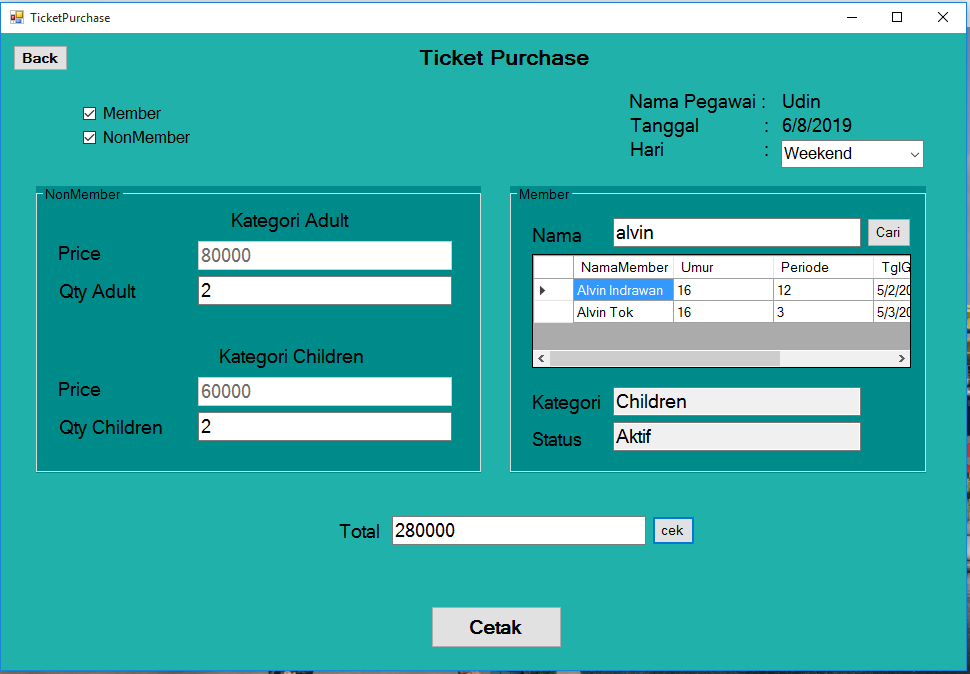 TicketPurchase
Back
Ticket Purchase
Member
NonMember
Nama Pegawai : Udin
Tanggal : 6/8/2019
Hari : Weekend
NonMember
Kategori Adult
Price 80000
Qty Adult 2
Kategori Children
Price 60000
Qty Children 2
Member
Nama alvin Cari
NamaMember Umur Periode TglG
Alvin Indrawan 16 12 5/2/20
Alvin Tok 16 3 5/3/20
Kategori Children
Status Aktif
Total 280000 cek
Cetak